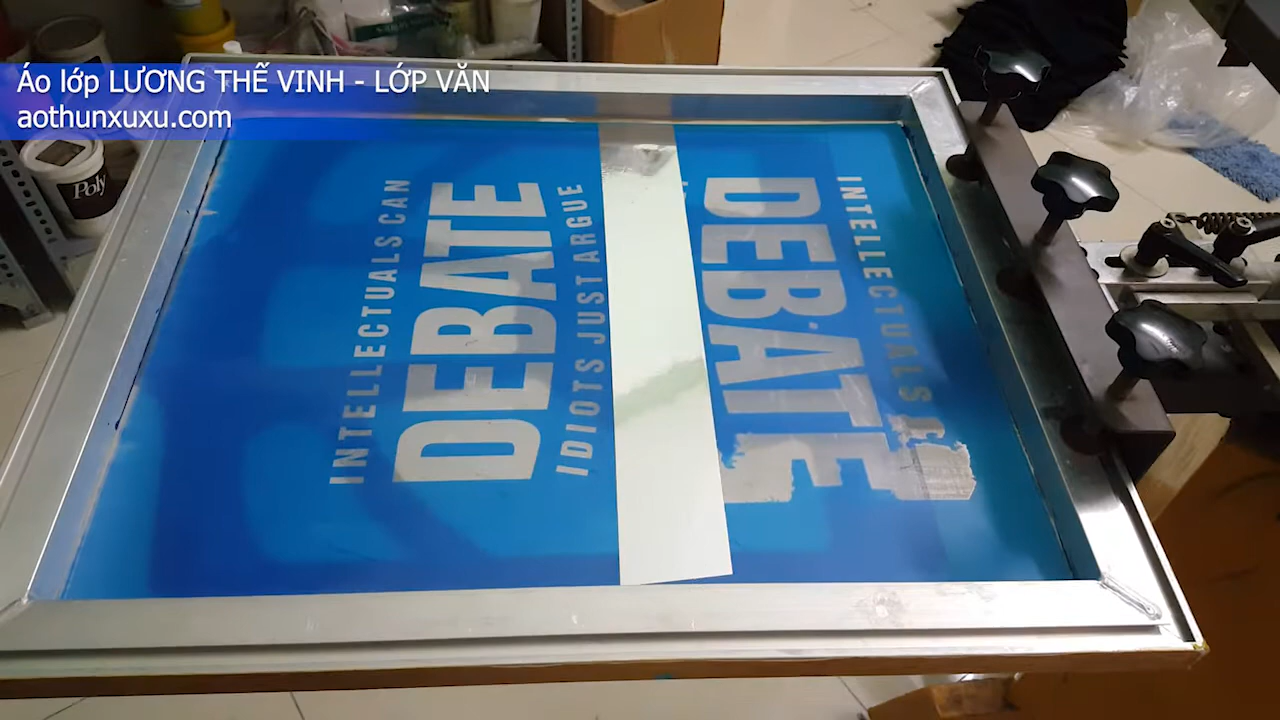 Áo lớp LƯƠNG THẾ VINH - LỚP VĂN
aothunxuxu.com
Poly
INTELLECTUALS CAN
DEBATE
IDIOTS JUST ARGUE
INTELLECTUALS
DEBATE